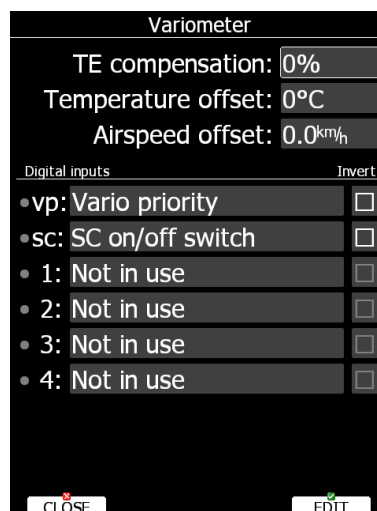 Variometer
TE compensation: 0%
Temperature offset: 0°C
Airspeed offset: 0.0km/h
Digital inputs Invert
vp: Vario priority
sc: SC on/off switch
1: Not in use
2: Not in use
3: Not in use
4: Not in use
CLOSE EDIT